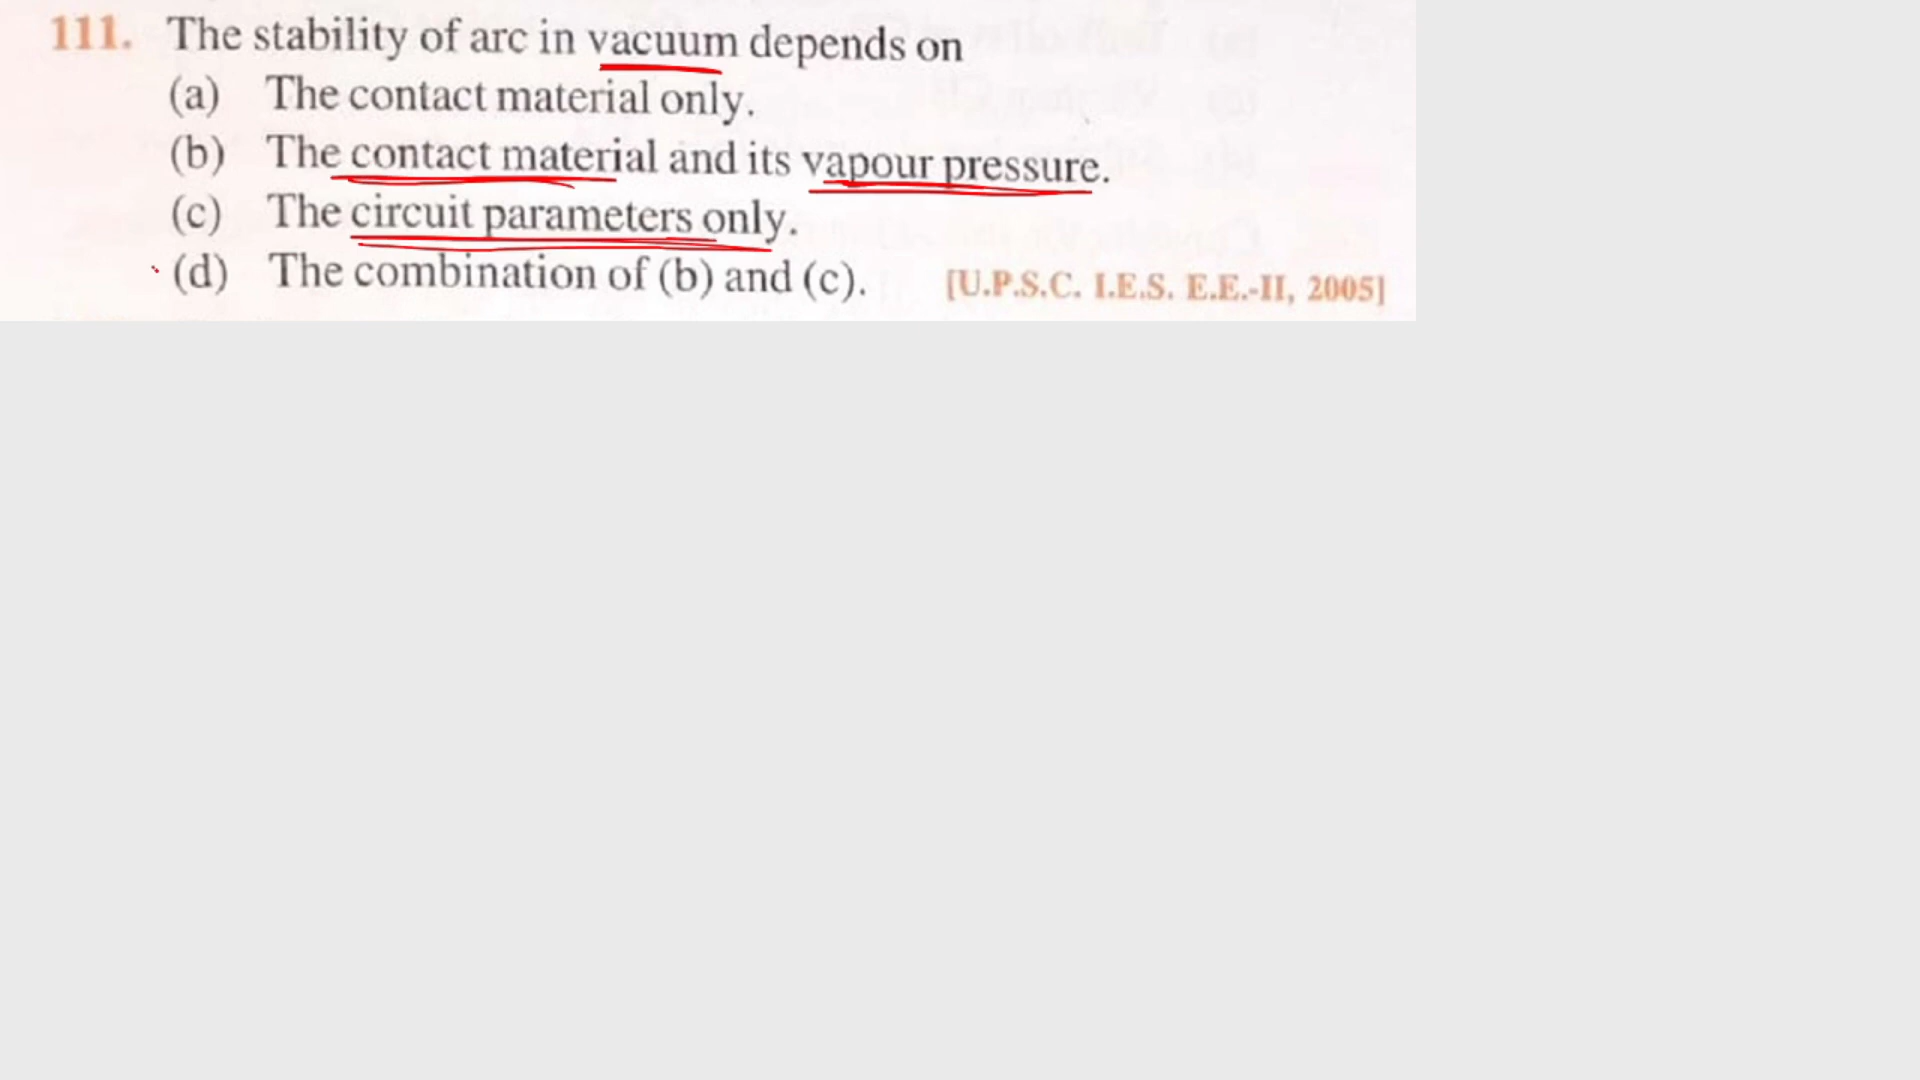 111. The stability of arc in vacuum depends on
(a) The contact material only.
(b) The contact material and its vapour pressure.
(c) The circuit parameters only.
(d) The combination of (b) and (c). [U.P.S.C. I.E.S. E.E.-II, 2005]